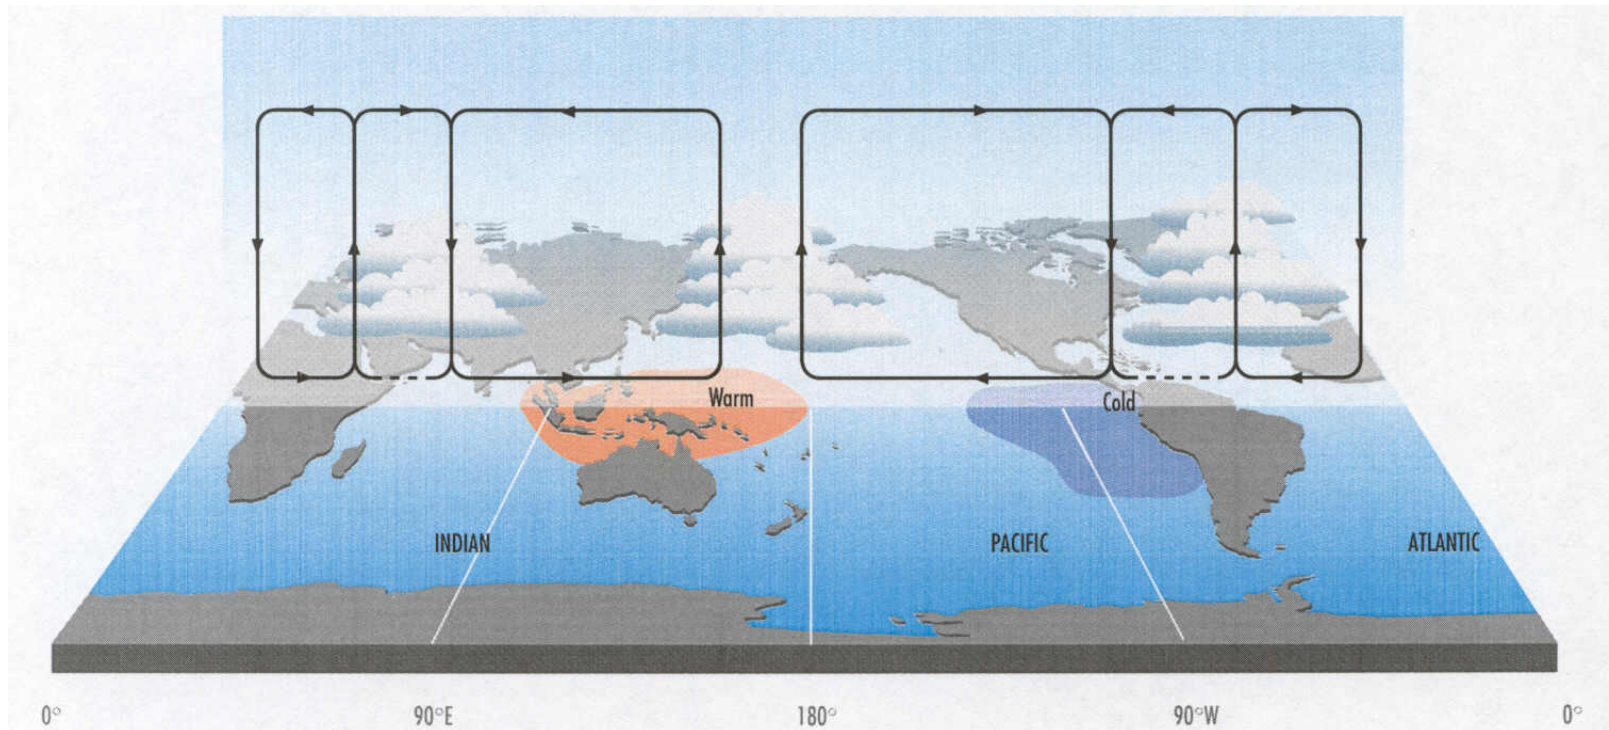 Warm
Cold
INDIAN
PACIFIC
ATLANTIC
0°
90°E
180°
90°W
0°